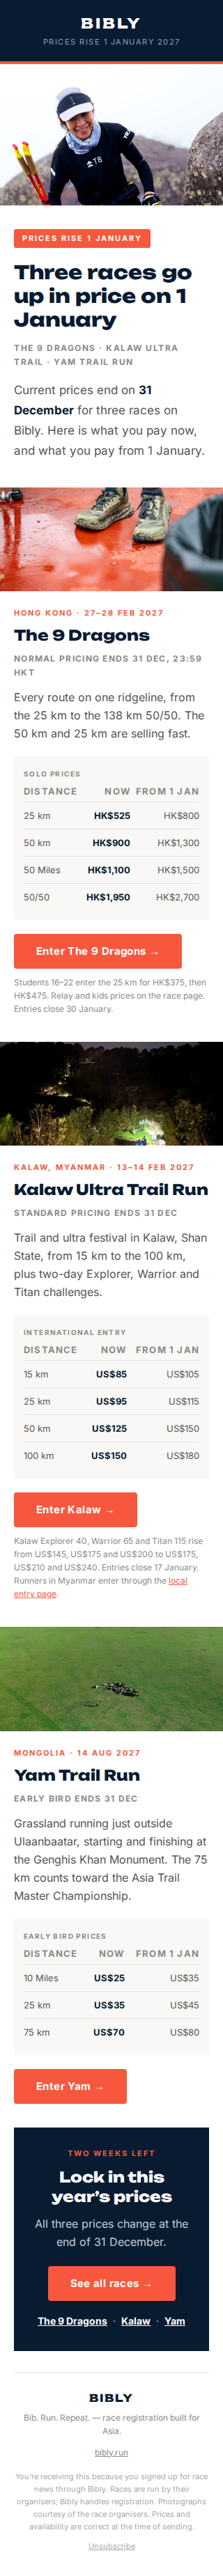 BIBLY
PRICES RISE 1 JANUARY 2027
T8
PRICES RISE 1 JANUARY
Three races go
up in price on 1
January
THE 9 DRAGONS · KALAW ULTRA
TRAIL · YAM TRAIL RUN
Current prices end on 31
December for three races on
Bibly. Here is what you pay now,
and what you pay from 1 January.
HONG KONG · 27–28 FEB 2027
The 9 Dragons
NORMAL PRICING ENDS 31 DEC, 23:59
HKT
Every route on one ridgeline, from
the 25 km to the 138 km 50/50. The
50 km and 25 km are selling fast.
SOLO PRICES
DISTANCE NOW FROM 1 JAN
25 km HK$525 HK$800
50 km HK$900 HK$1,300
50 Miles HK$1,100 HK$1,500
50/50 HK$1,950 HK$2,700
Enter The 9 Dragons →
Students 16–22 enter the 25 km for HK$375, then
HK$475. Relay and kids prices on the race page.
Entries close 30 January.
KALAW, MYANMAR · 13–14 FEB 2027
Kalaw Ultra Trail Run
STANDARD PRICING ENDS 31 DEC
Trail and ultra festival in Kalaw, Shan
State, from 15 km to the 100 km,
plus two-day Explorer, Warrior and
Titan challenges.
INTERNATIONAL ENTRY
DISTANCE NOW FROM 1 JAN
15 km US$85 US$105
25 km US$95 US$115
50 km US$125 US$150
100 km US$150 US$180
Enter Kalaw →
Kalaw Explorer 40, Warrior 65 and Titan 115 rise
from US$145, US$175 and US$200 to US$175,
US$210 and US$240. Entries close 17 January.
Runners in Myanmar enter through the local
entry page.
MONGOLIA · 14 AUG 2027
Yam Trail Run
EARLY BIRD ENDS 31 DEC
Grassland running just outside
Ulaanbaatar, starting and finishing at
the Genghis Khan Monument. The 75
km counts toward the Asia Trail
Master Championship.
EARLY BIRD PRICES
DISTANCE NOW FROM 1 JAN
10 Miles US$25 US$35
25 km US$35 US$45
75 km US$70 US$80
Enter Yam →
TWO WEEKS LEFT
Lock in this
year's prices
All three prices change at the
end of 31 December.
See all races →
The 9 Dragons · Kalaw · Yam
BIBLY
Bib. Run. Repeat. — race registration built for
Asia.
bibly.run
You're receiving this because you signed up for race
news through Bibly. Races are run by their
organisers; Bibly handles registration. Photographs
courtesy of the race organisers. Prices and
availability are correct at the time of sending.
Unsubscribe